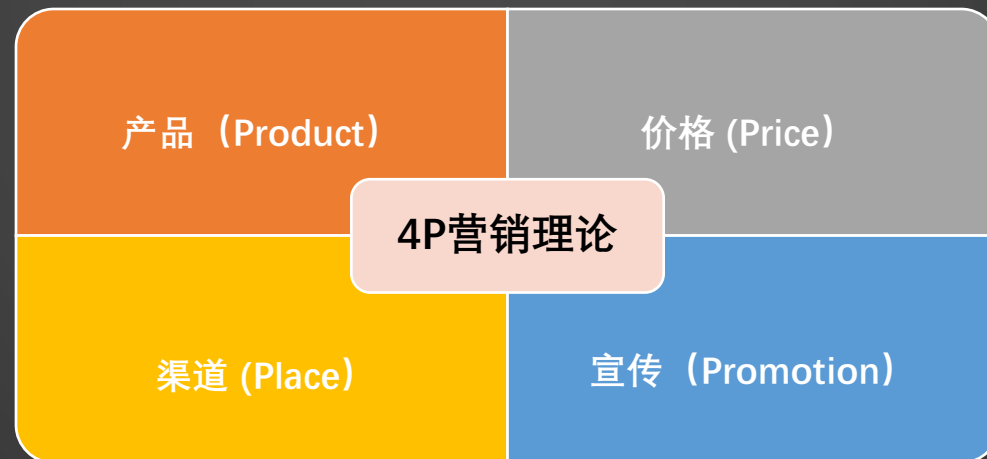 产品（Product）
价格 (Price）
4P营销理论
渠道 (Place）
宣传（Promotion）